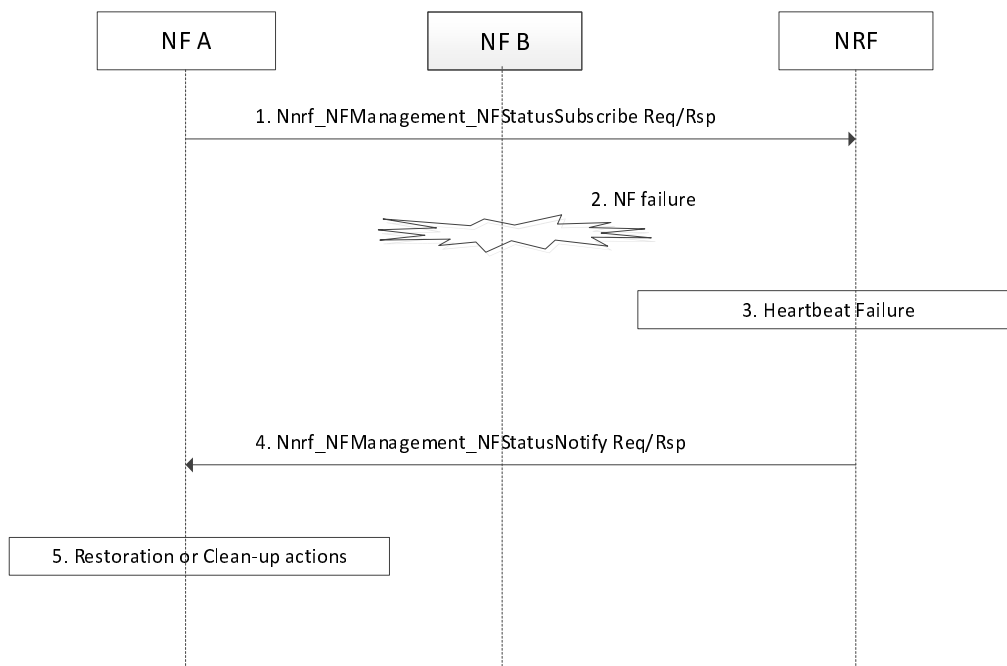 NF A
NF B
NRF
1. Nnrf_NFManagement_NFStatusSubscribe Req/Rsp
2. NF failure
3. Heartbeat Failure
4. Nnrf_NFManagement_NFStatusNotify Req/Rsp
5. Restoration or Clean-up actions